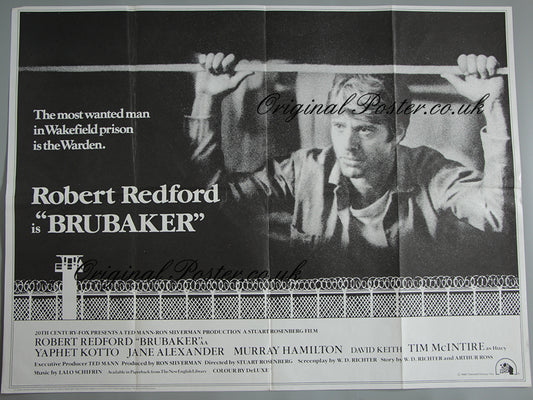 Original Poster.co.uk
The most wanted man
in Wakefield prison
is the Warden.
Robert Redford
is "BRUBAKER"
Original Poster.co.uk
20TH CENTURY-FOX PRESENTS A TED MANN-RON SILVERMAN PRODUCTION A STUART ROSENBERG FILM
ROBERT REDFORD "BRUBAKER"
YAPHET KOTTO JANE ALEXANDER MURRAY HAMILTON DAVID KEITH TIM McINTIRE as Huey
Executive Producer TED MANN Produced by RON SILVERMAN Directed by STUART ROSENBERG Screenplay by W. D. RICHTER Story by W. D. RICHTER and ARTHUR ROSS
Music by LALO SCHIFRIN Available in Paperback from The New English Library COLOUR BY DeLUXE